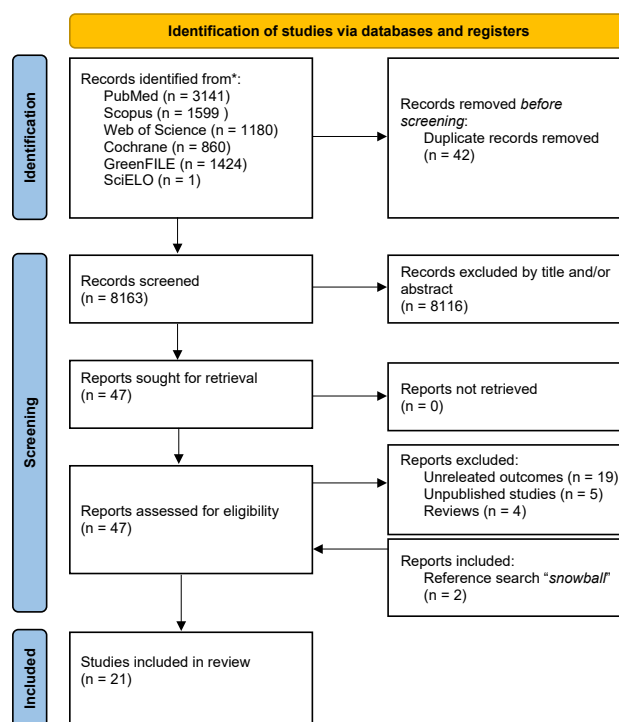 Identification of studies via databases and registers
Identification
Records identified from*:
PubMed (n = 3141)
Scopus (n = 1599 )
Web of Science (n = 1180)
Cochrane (n = 860)
GreenFILE (n = 1424)
SciELO (n = 1)
Records removed before
screening:
Duplicate records removed
(n = 42)
Screening
Records screened
(n = 8163)
Records excluded by title and/or
abstract
(n = 8116)
Reports sought for retrieval
(n = 47)
Reports not retrieved
(n = 0)
Reports assessed for eligibility
(n = 47)
Reports excluded:
Unreleated outcomes (n = 19)
Unpublished studies (n = 5)
Reviews (n = 4)
Reports included:
Reference search “snowball”
(n = 2)
Included
Studies included in review
(n = 21)